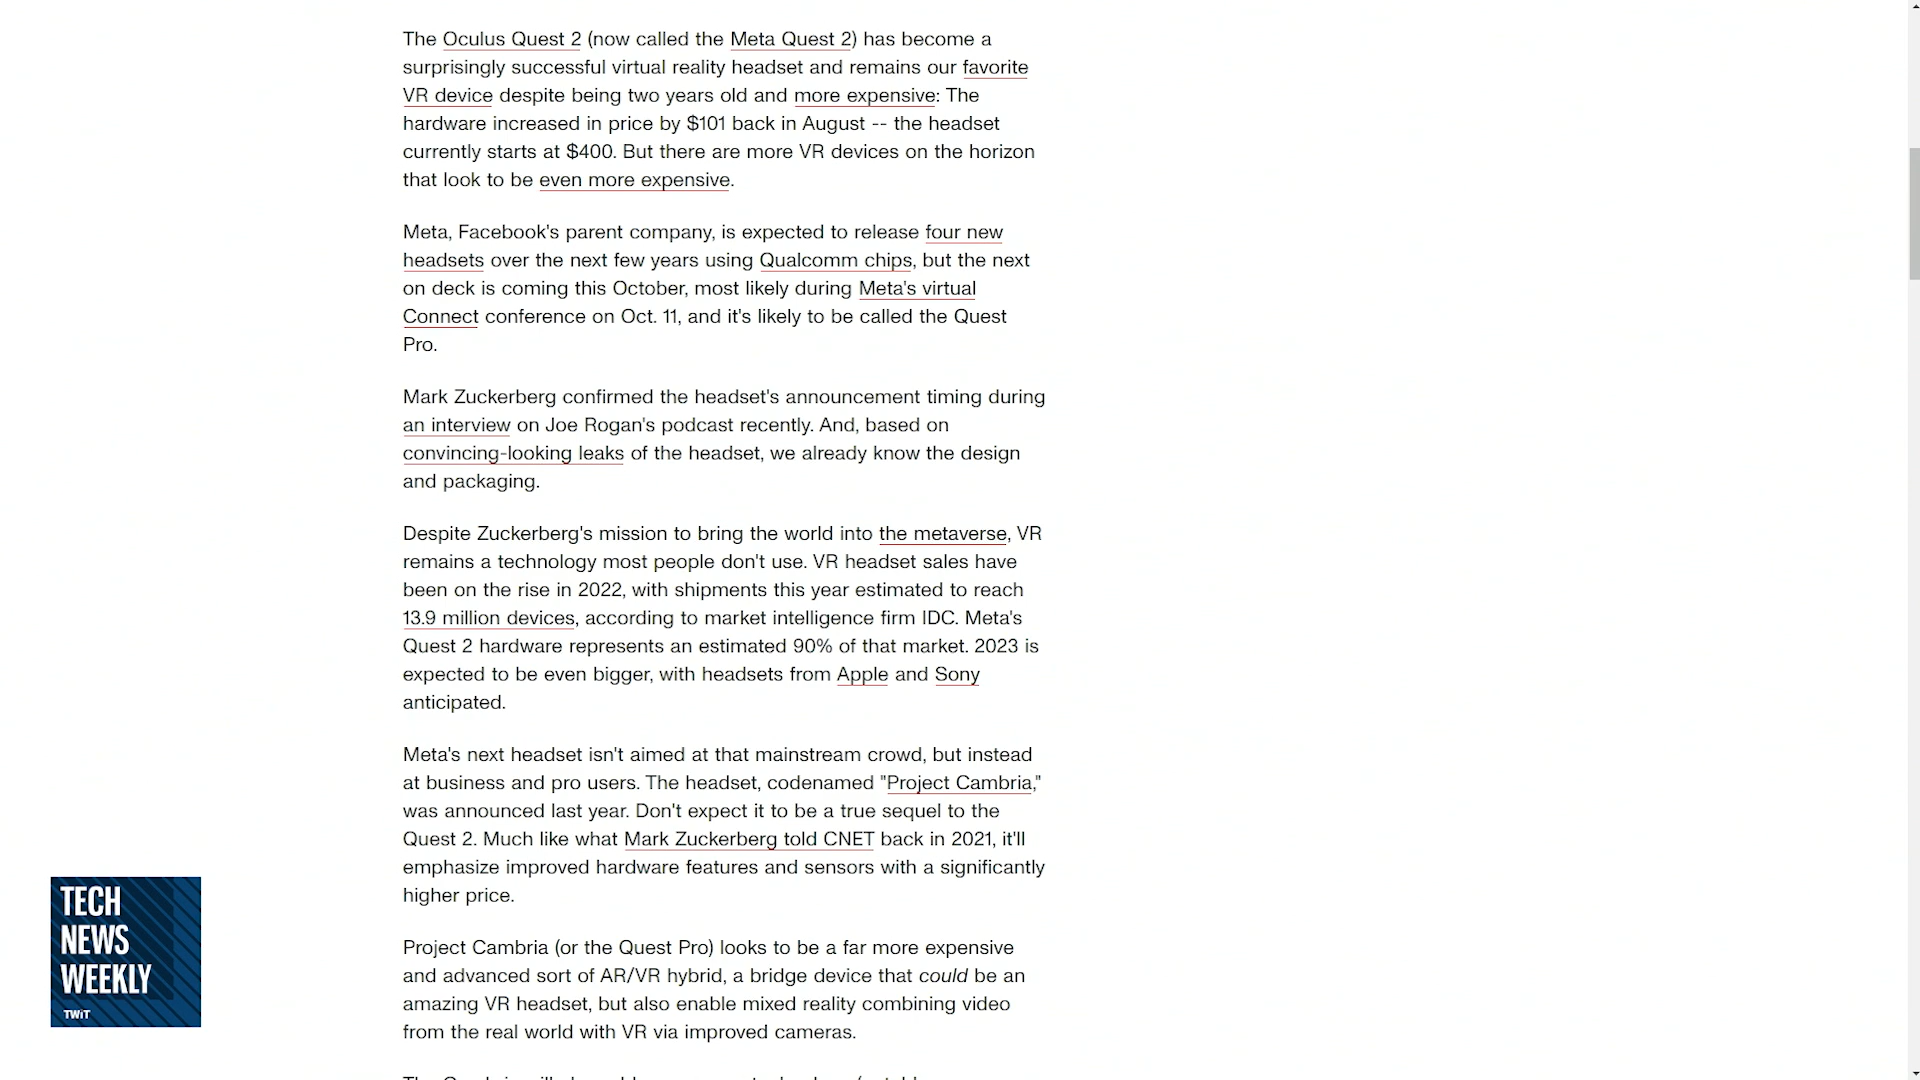 The Oculus Quest 2 (now called the Meta Quest 2) has become a
surprisingly successful virtual reality headset and remains our favorite
VR device despite being two years old and more expensive: The
hardware increased in price by $101 back in August -- the headset
currently starts at $400. But there are more VR devices on the horizon
that look to be even more expensive.
Meta, Facebook's parent company, is expected to release four new
headsets over the next few years using Qualcomm chips, but the next
on deck is coming this October, most likely during Meta's virtual
Connect conference on Oct. 11, and it's likely to be called the Quest
Pro.
Mark Zuckerberg confirmed the headset's announcement timing during
an interview on Joe Rogan's podcast recently. And, based on
convincing-looking leaks of the headset, we already know the design
and packaging.
Despite Zuckerberg's mission to bring the world into the metaverse, VR
remains a technology most people don't use. VR headset sales have
been on the rise in 2022, with shipments this year estimated to reach
13.9 million devices, according to market intelligence firm IDC. Meta's
Quest 2 hardware represents an estimated 90% of that market. 2023 is
expected to be even bigger, with headsets from Apple and Sony
anticipated.
Meta's next headset isn't aimed at that mainstream crowd, but instead
at business and pro users. The headset, codenamed "Project Cambria,"
was announced last year. Don't expect it to be a true sequel to the
Quest 2. Much like what Mark Zuckerberg told CNET back in 2021, it'll
emphasize improved hardware features and sensors with a significantly
higher price.
Project Cambria (or the Quest Pro) looks to be a far more expensive
and advanced sort of AR/VR hybrid, a bridge device that could be an
amazing VR headset, but also enable mixed reality combining video
from the real world with VR via improved cameras.
TECH
NEWS
WEEKLY
TWiT